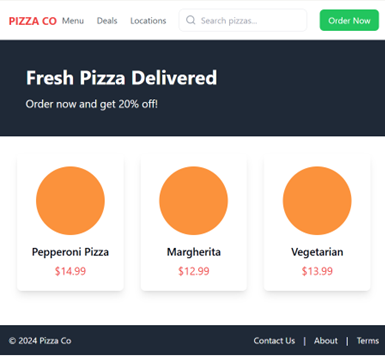 PIZZA CO Menu Deals Locations Search pizzas... Order Now
Fresh Pizza Delivered
Order now and get 20% off!
Pepperoni Pizza Margherita Vegetarian
$14.99 $12.99 $13.99
© 2024 Pizza Co Contact Us | About | Terms